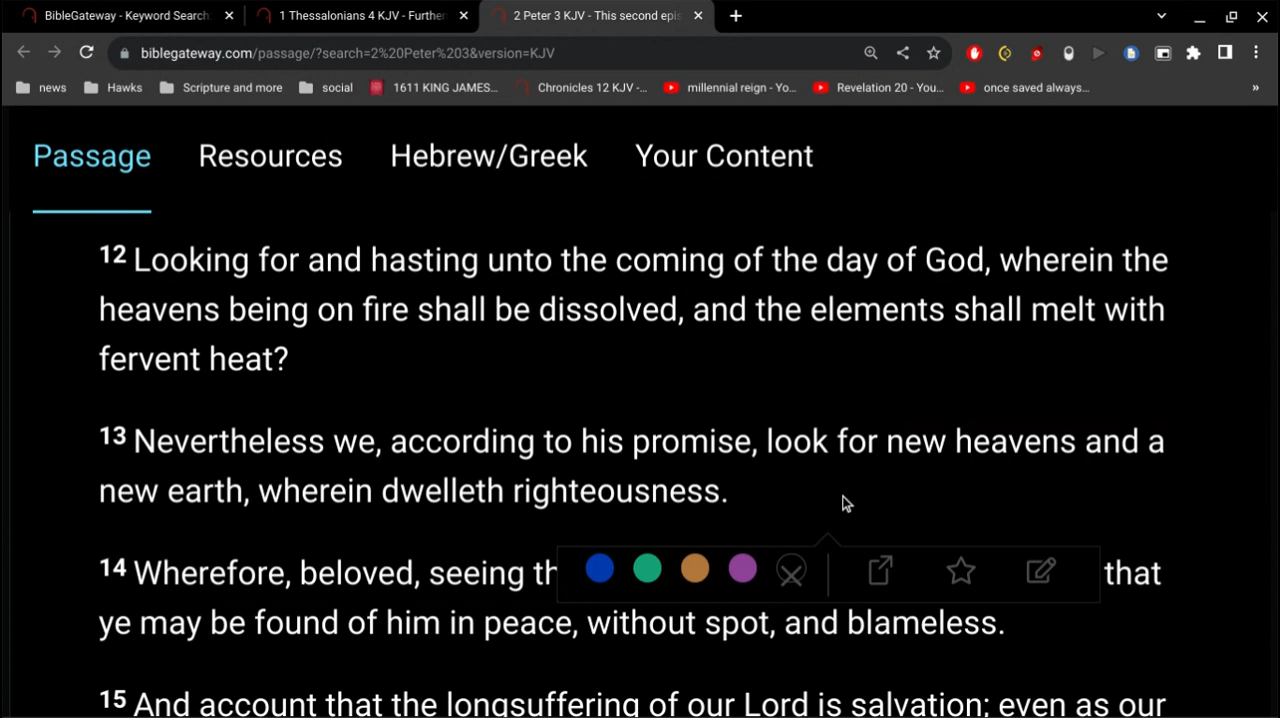 BibleGateway - Keyword Search:
1 Thessalonians 4 KJV - Further
2 Peter 3 KJV - This second epis
biblegateway.com/passage/?search=2%20Peter%203&version=KJV
news
Hawks
Scripture and more
social
1611 KING JAMES...
Chronicles 12 KJV -...
millennial reign - Yo...
Revelation 20 - You...
once saved always...
»
Passage
Resources
Hebrew/Greek
Your Content
12 Looking for and hasting unto the coming of the day of God, wherein the
heavens being on fire shall be dissolved, and the elements shall melt with
fervent heat?
13 Nevertheless we, according to his promise, look for new heavens and a
new earth, wherein dwelleth righteousness.
14 Wherefore, beloved, seeing th that
ye may be found of him in peace, without spot, and blameless.
15 And account that the longsuffering of our Lord is salvation; even as our